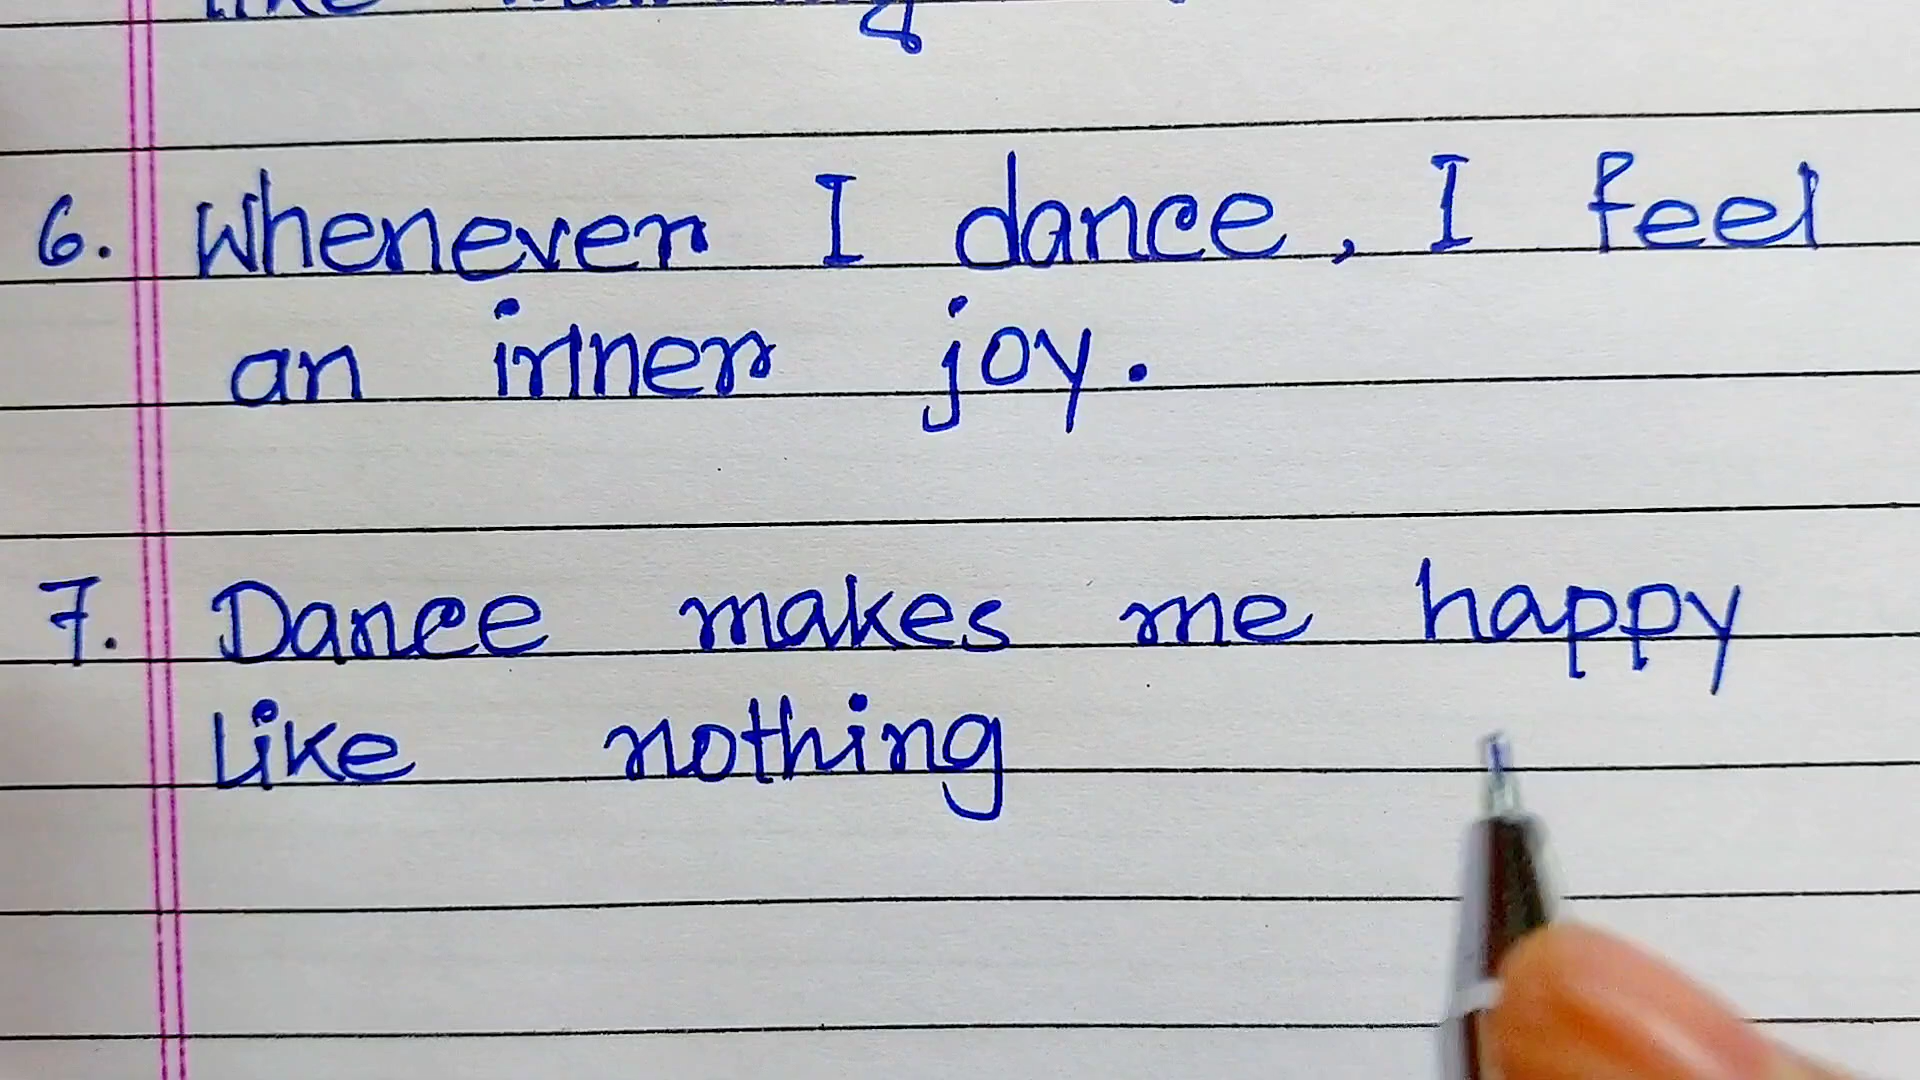 6. Whenever I dance, I feel
an inner joy.
7. Dance makes me happy
like nothing